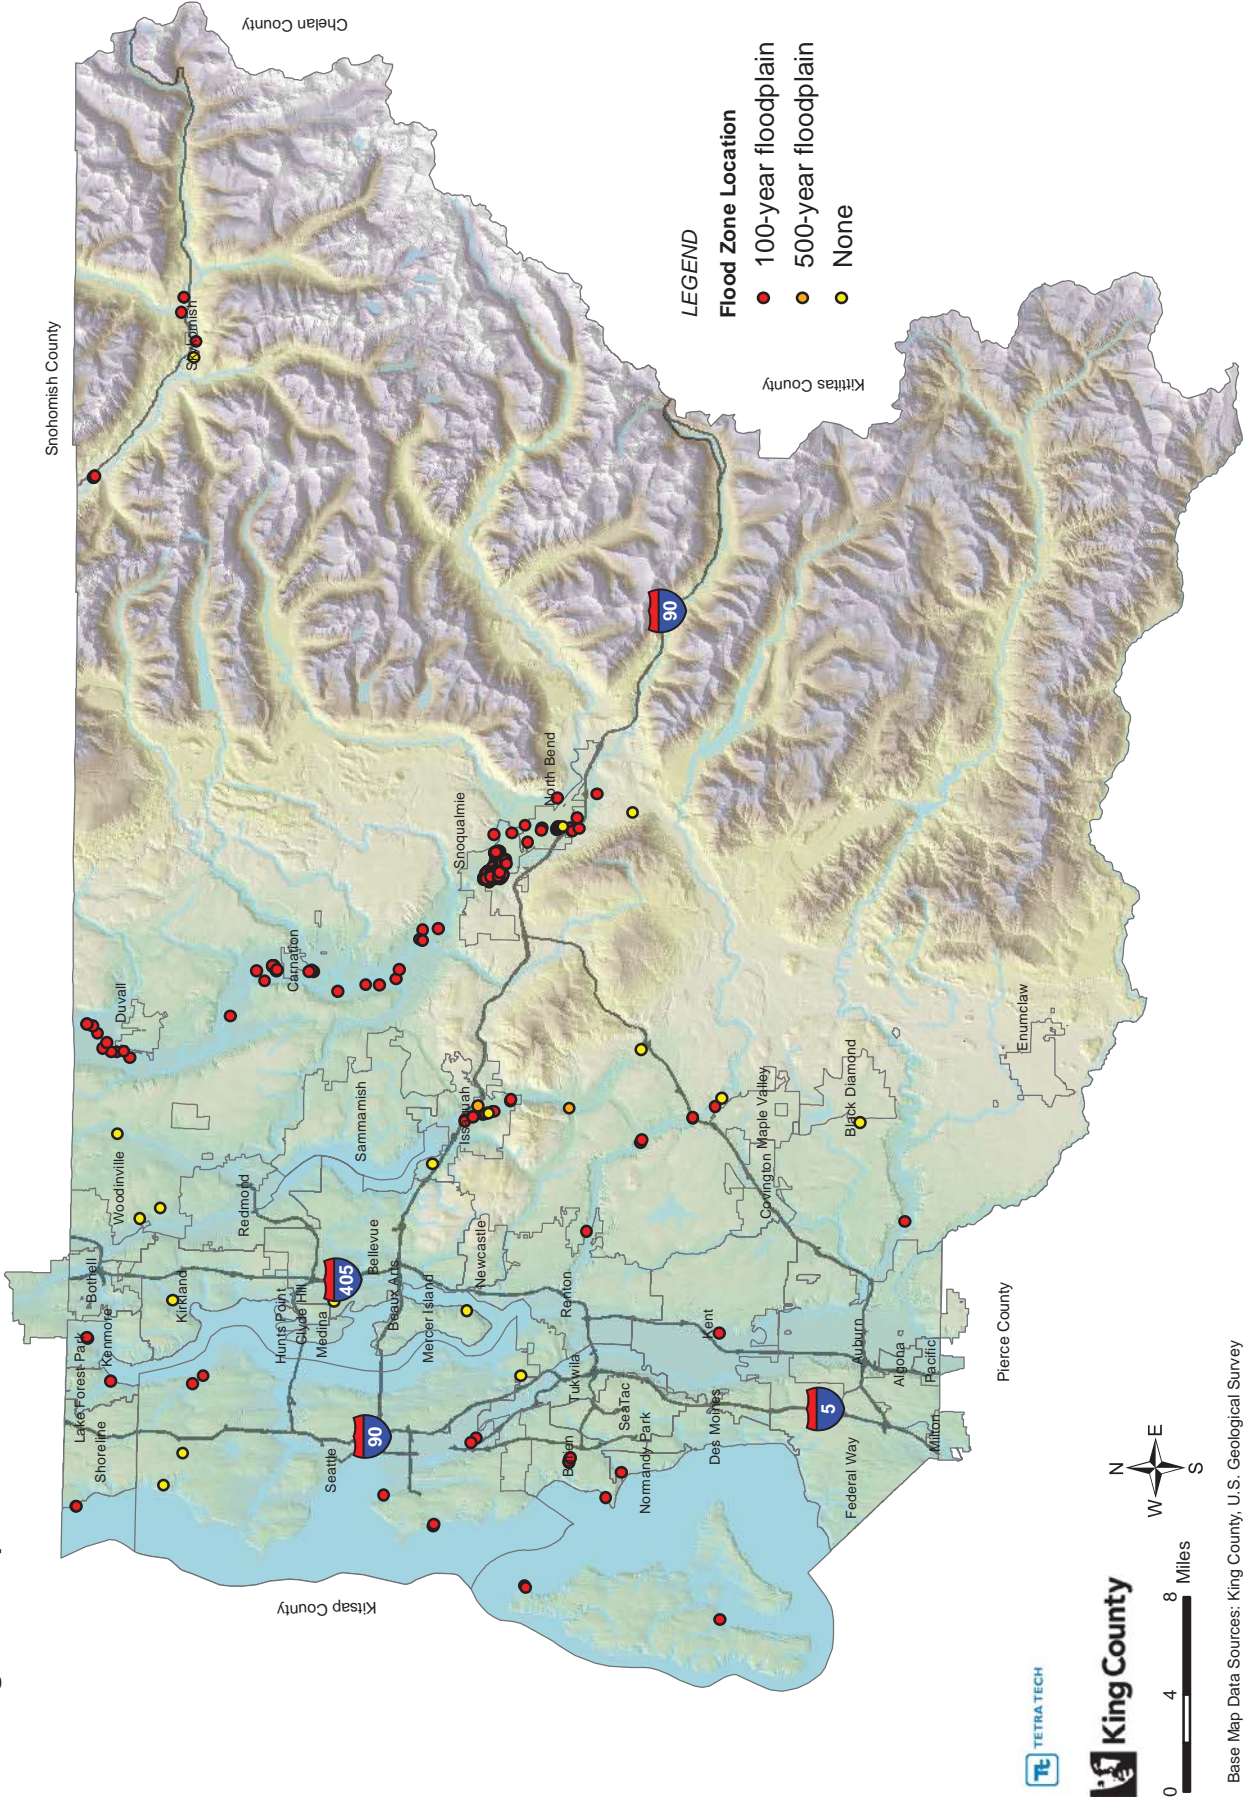 Snohomish County
Chelan County
Kittitas County
Kitsap County
Pierce County
LEGEND
Flood Zone Location
100-year floodplain
500-year floodplain
None
Skykomish
Lake Forest Park
Shoreline
Kenmore
Bothell
Woodinville
Duvall
Kirkland
Redmond
Carnation
Sammamish
Hunts Point
Clyde Hill
Medina
405
Bellevue
Beaux Arts
Seattle
90
Mercer Island
Newcastle
Issaquah
Snoqualmie
North Bend
90
Renton
Tukwila
Burien
SeaTac
Normandy Park
Des Moines
Kent
Covington
Maple Valley
Black Diamond
Enumclaw
5
Federal Way
Auburn
Algona
Pacific
Milton
N
W
E
S
Tt TETRA TECH
King County
0 4 8
Miles
Base Map Data Sources: King County, U.S. Geological Survey